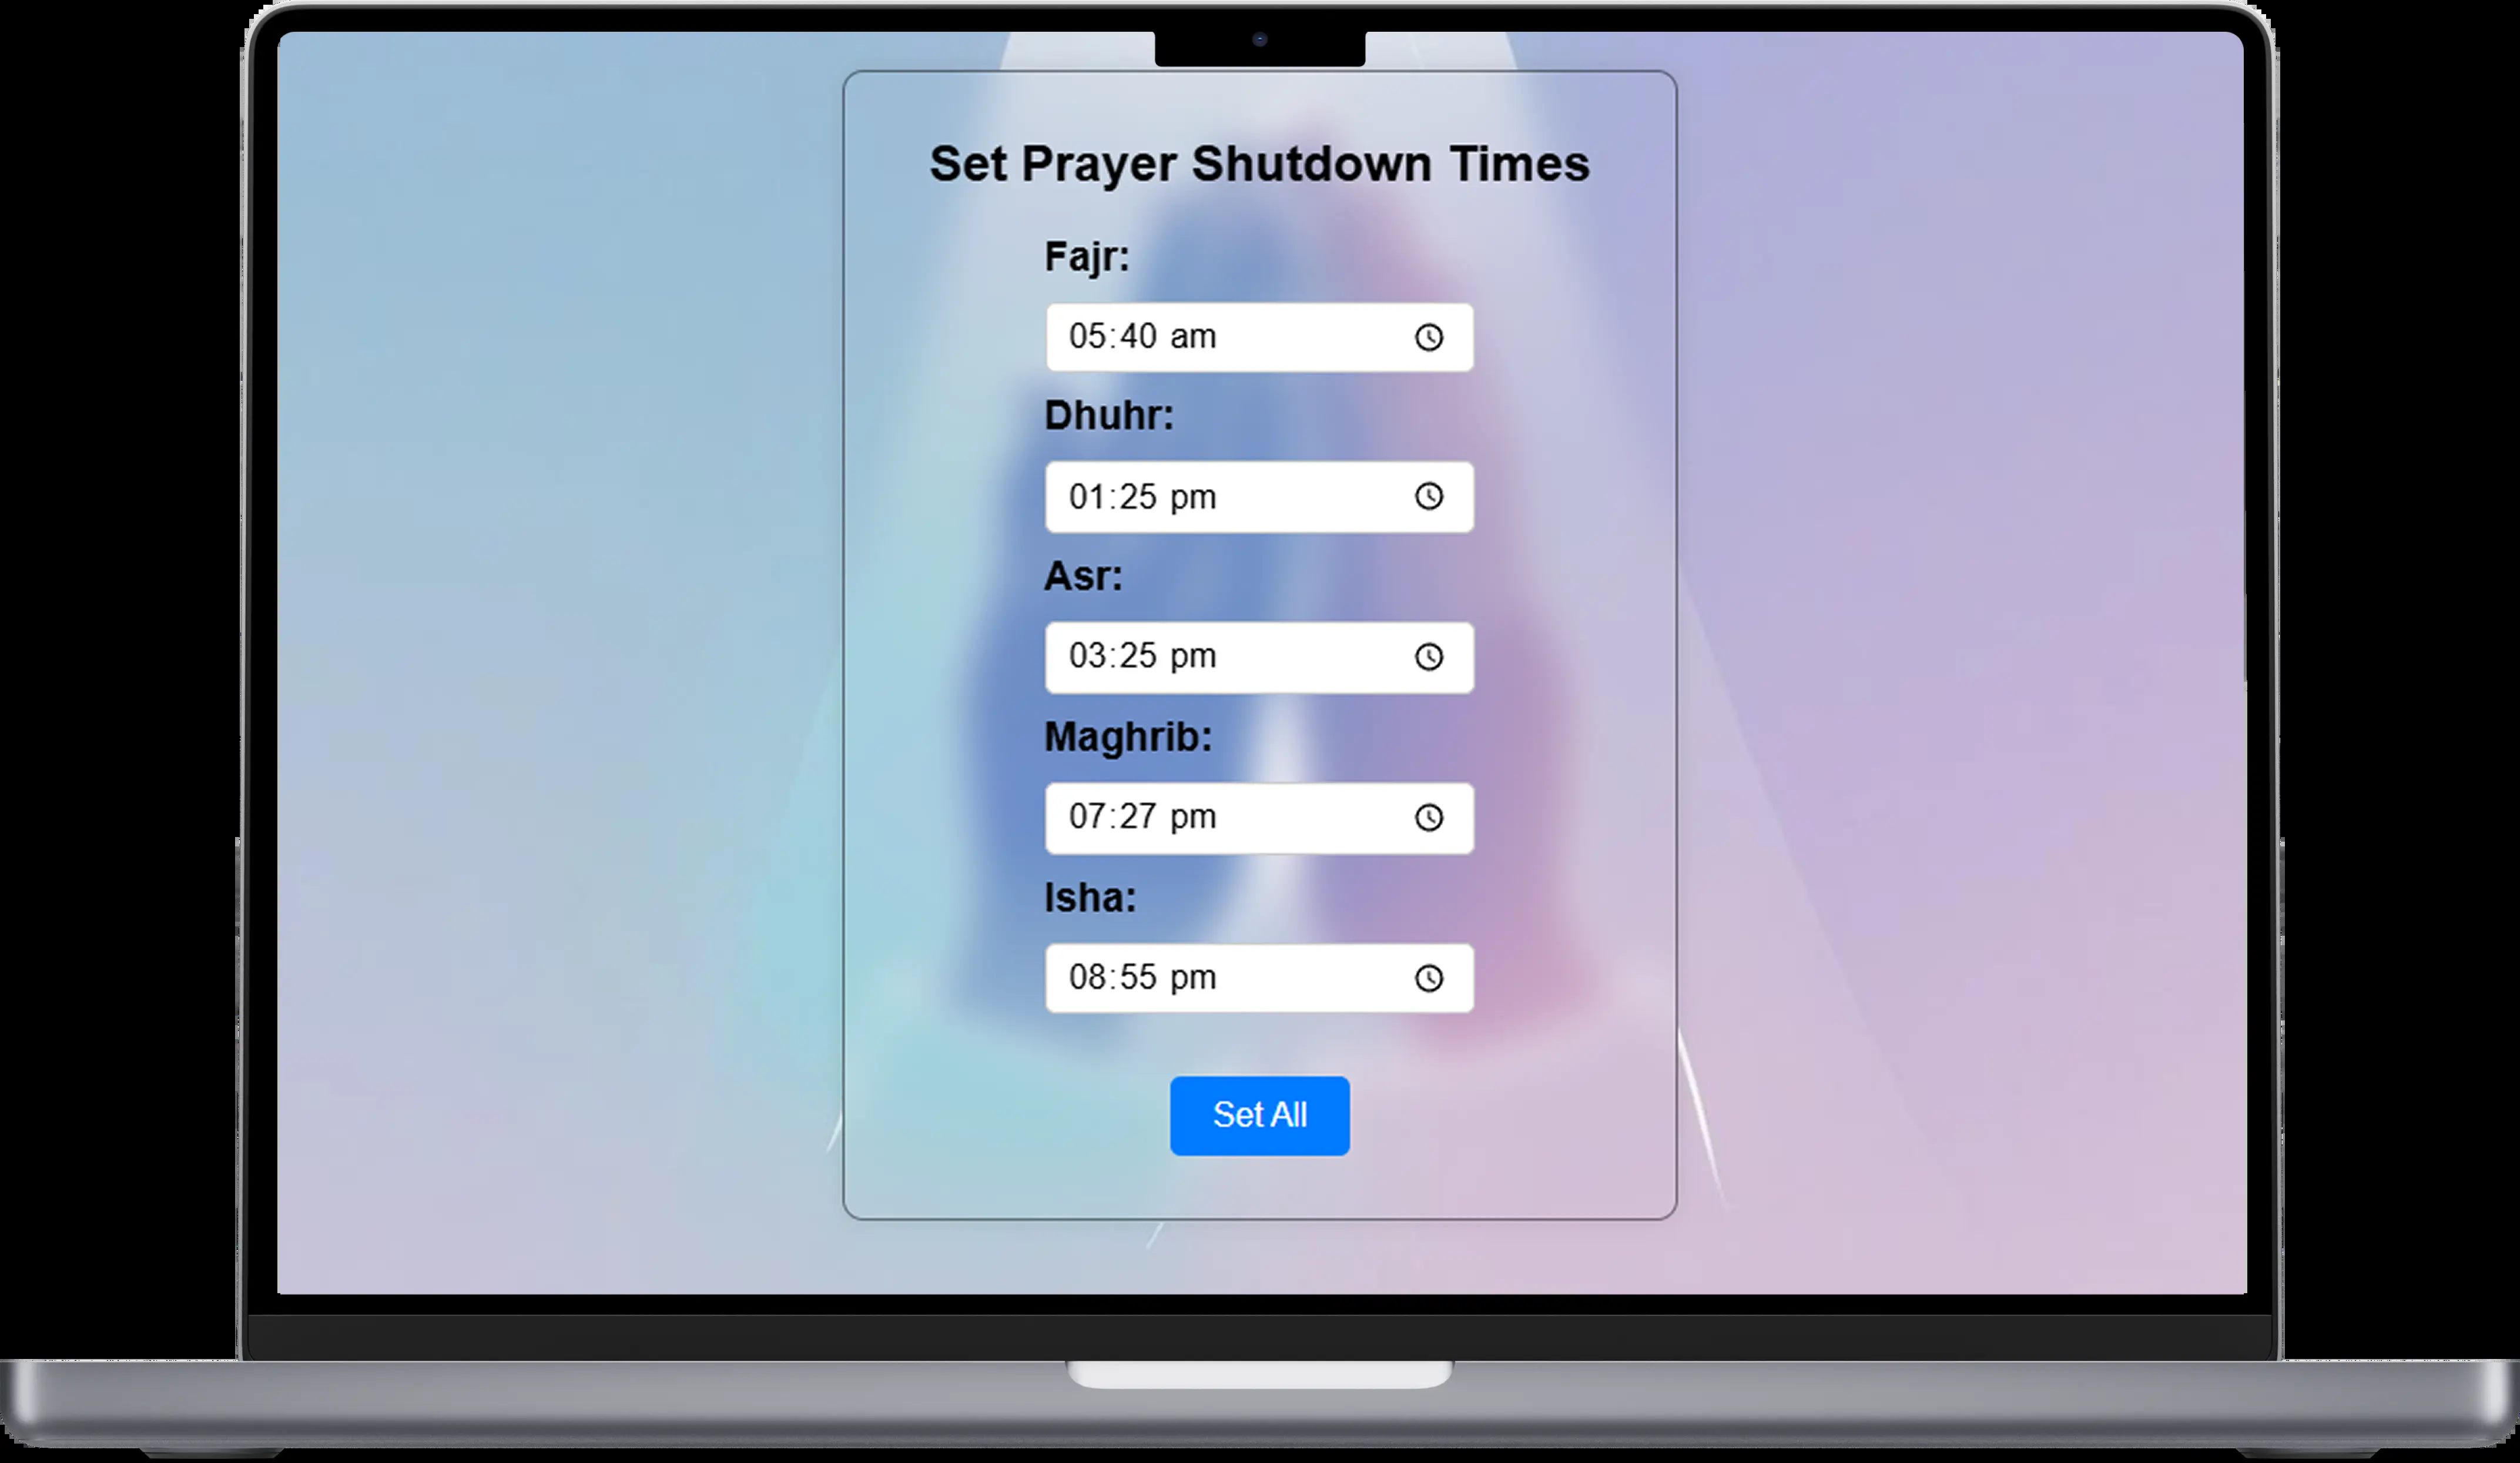 Set Prayer Shutdown Times
Fajr:
05:40 am
Dhuhr:
01:25 pm
Asr:
03:25 pm
Maghrib:
07:27 pm
Isha:
08:55 pm
Set All